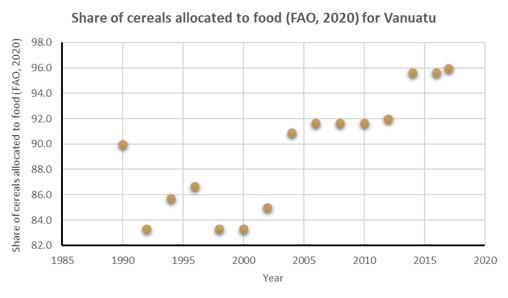 Share of cereals allocated to food (FAO, 2020) for Vanuatu
Share of cereals allocated to food (FAO, 2020)
98.0
96.0
94.0
92.0
90.0
88.0
86.0
84.0
82.0
1985 1990 1995 2000 2005 2010 2015 2020
Year